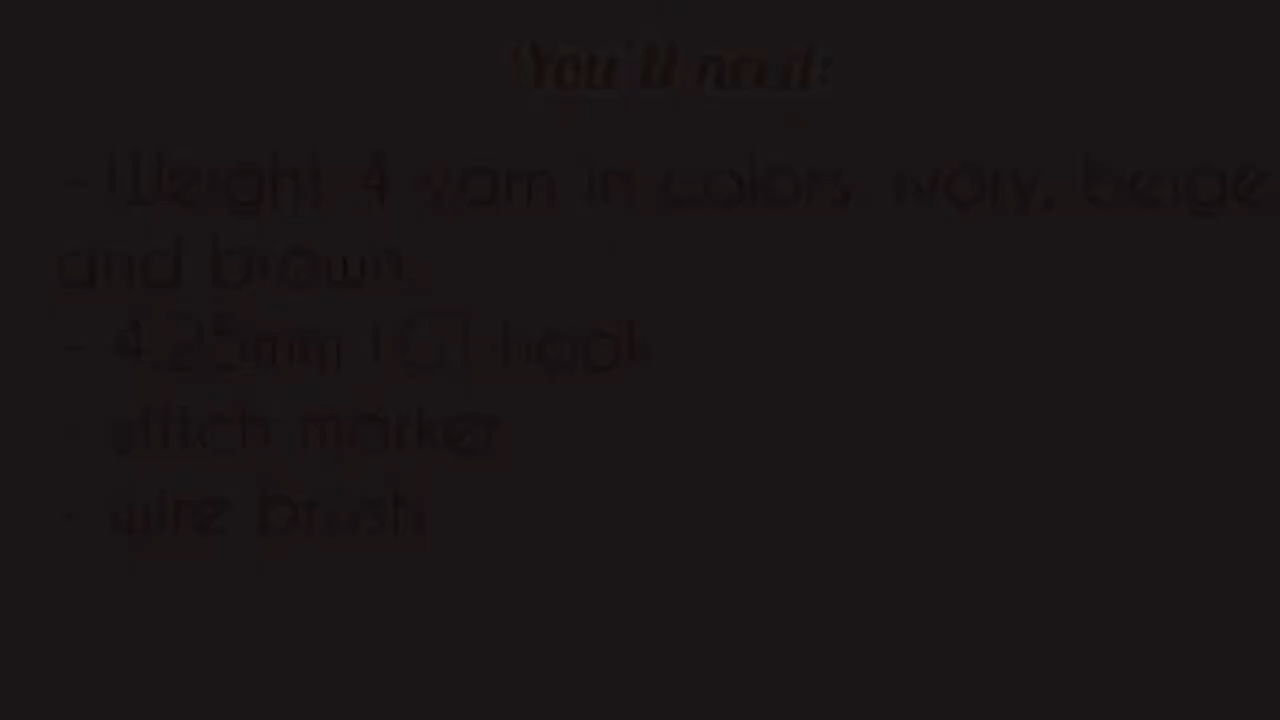 You'll need:
- Weight 4 yarn in colors: ivory, beige,
and brown.
- 4.25mm (G) hook
- stitch marker
- wire brush